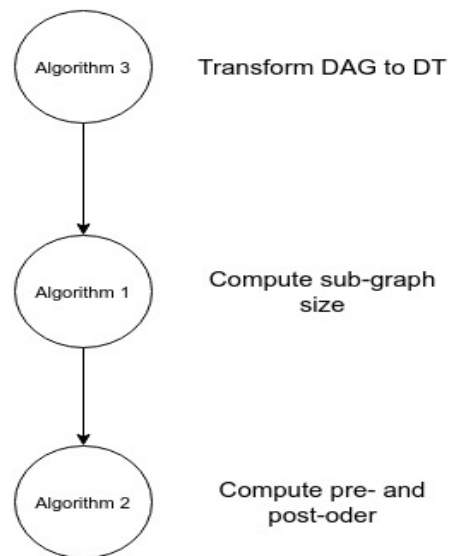 Algorithm 3
Transform DAG to DT
Algorithm 1
Compute sub-graph
size
Algorithm 2
Compute pre- and
post-oder